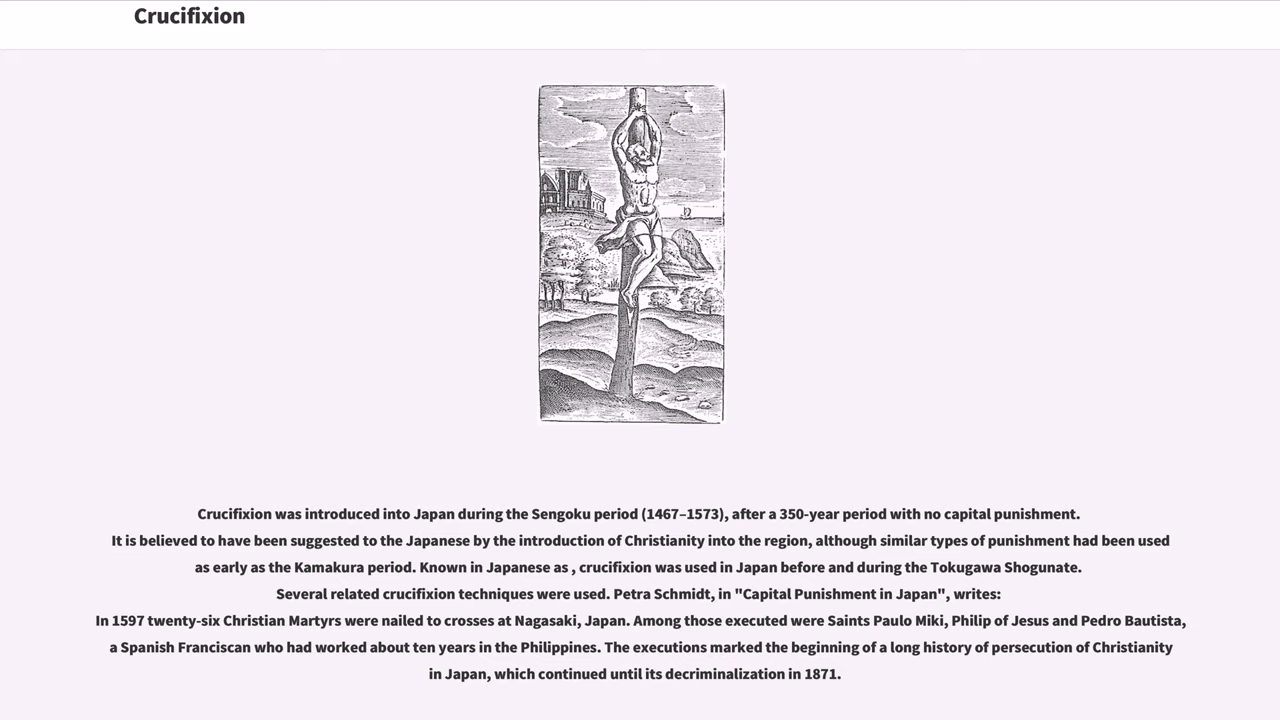 Crucifixion
Crucifixion was introduced into Japan during the Sengoku period (1467–1573), after a 350-year period with no capital punishment.
It is believed to have been suggested to the Japanese by the introduction of Christianity into the region, although similar types of punishment had been used
as early as the Kamakura period. Known in Japanese as , crucifixion was used in Japan before and during the Tokugawa Shogunate.
Several related crucifixion techniques were used. Petra Schmidt, in "Capital Punishment in Japan", writes:
In 1597 twenty-six Christian Martyrs were nailed to crosses at Nagasaki, Japan. Among those executed were Saints Paulo Miki, Philip of Jesus and Pedro Bautista,
a Spanish Franciscan who had worked about ten years in the Philippines. The executions marked the beginning of a long history of persecution of Christianity
in Japan, which continued until its decriminalization in 1871.